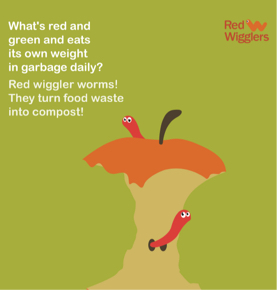 What's red and
green and eats
its own weight
in garbage daily?
Red wiggler worms!
They turn food waste
into compost!
Red
Wigglers